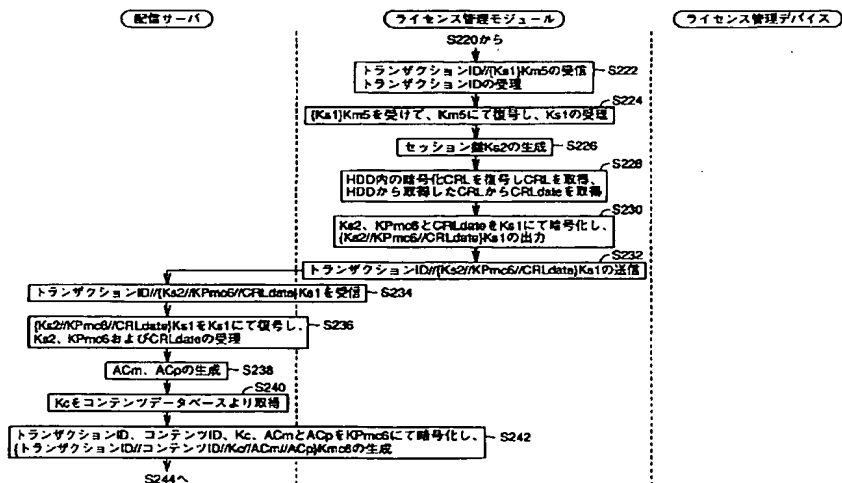 配信サーバ
ライセンス管理モジュール
ライセンス管理デバイス
S220から
トランザクションID//{Ks1}Km5の受信
トランザクションIDの受理
S222
S224
{Ks1}Km5を受けて、Km5にて復号し、Ks1の受理
セッション鍵Ks2の生成
S226
S228
HDD内の暗号化CRLを復号しCRLを取得、
HDDから取得したCRLからCRLdateを取得
S230
Ks2、KPmc6とCRLdateをKs1にて暗号化し、
{Ks2//KPmc6//CRLdate}Ks1の出力
S232
トランザクションID//{Ks2//KPmc6//CRLdate}Ks1の送信
トランザクションID//{Ks2//KPmc6//CRLdate}Ks1を受信
S234
{Ks2//KPmc6//CRLdate}Ks1をKs1にて復号し、
Ks2、KPmc6およびCRLdateの受理
S236
ACm、ACpの生成
S238
S240
Kcをコンテンツデータベースより取得
トランザクションID、コンテンツID、Kc、ACmとACpをKPmc6にて暗号化し、
{トランザクションID//コンテンツID//Kc//ACm//ACp}Kmc6の生成
S242
S244へ